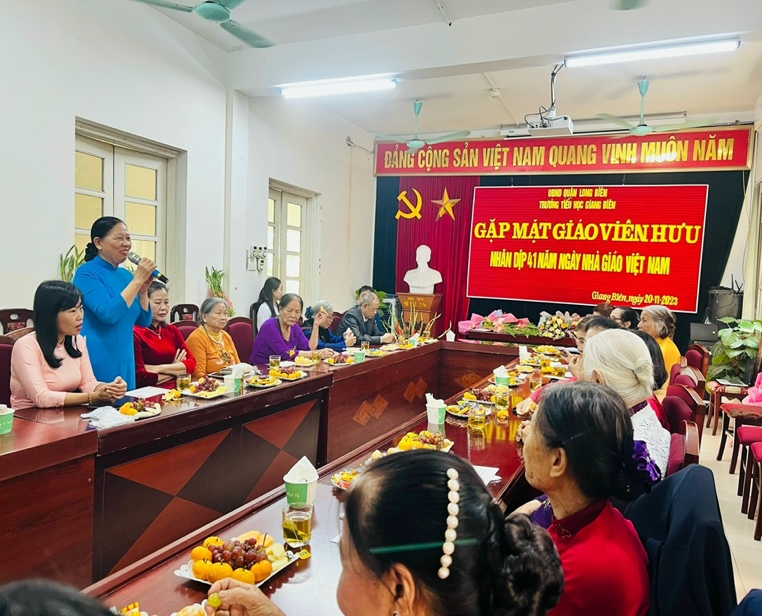 ĐẢNG CỘNG SẢN VIỆT NAM QUANG VINH MUÔN NĂM
UBND QUẬN LONG BIÊN
TRƯỜNG TIỂU HỌC GIANG BIÊN
GẶP MẶT GIÁO VIÊN HƯU
NHÂN DỊP 41 NĂM NGÀY NHÀ GIÁO VIỆT NAM
Giang Biên, ngày 20-11-2023